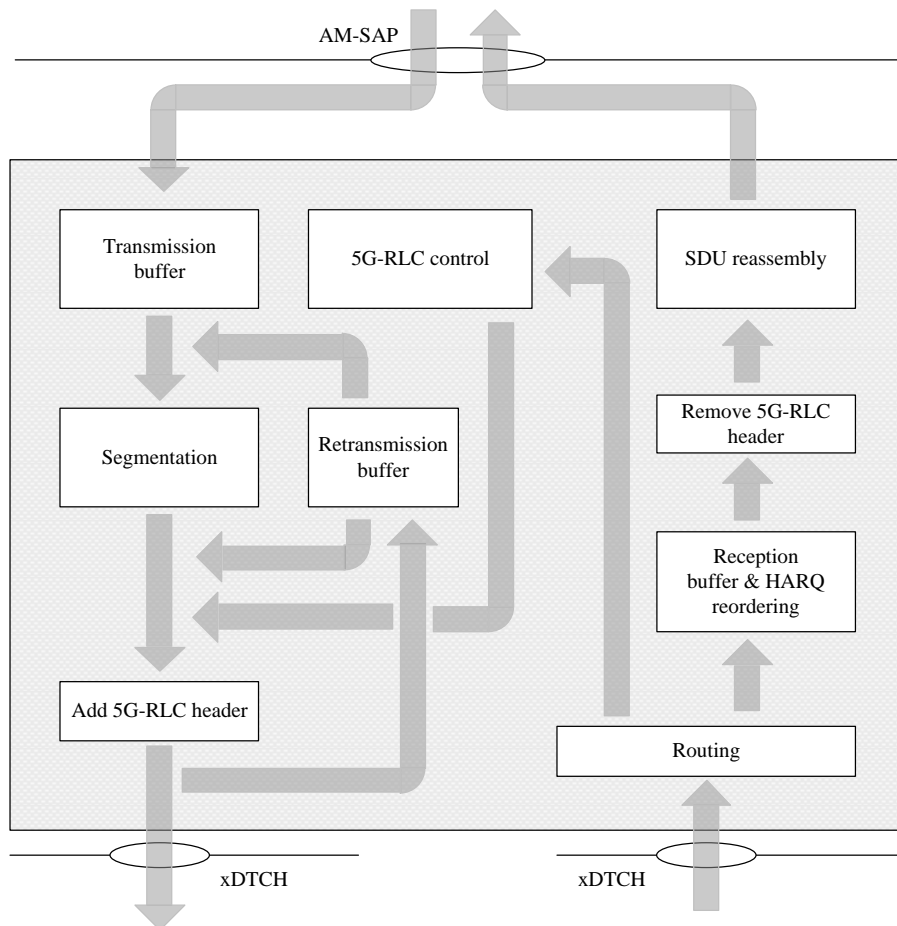 AM-SAP
Transmission
buffer
5G-RLC control
SDU reassembly
Segmentation
Retransmission
buffer
Remove 5G-RLC
header
Reception
buffer & HARQ
reordering
Add 5G-RLC header
Routing
xDTCH
xDTCH